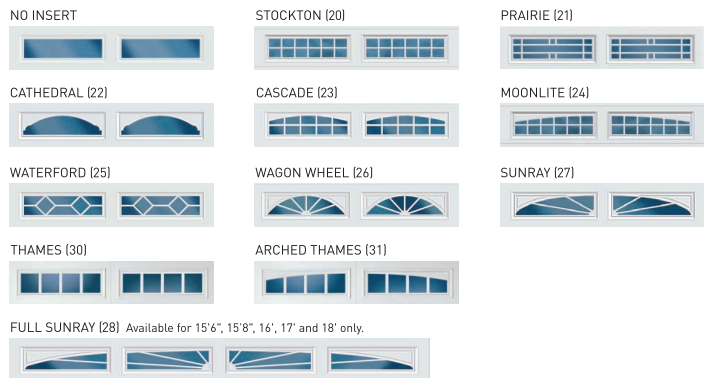 NO INSERT
STOCKTON (20)
PRAIRIE (21)
CATHEDRAL (22)
CASCADE (23)
MOONLITE (24)
WATERFORD (25)
WAGON WHEEL (26)
SUNRAY (27)
THAMES (30)
ARCHED THAMES (31)
FULL SUNRAY (28) Available for 15'6", 15'8", 16', 17' and 18' only.